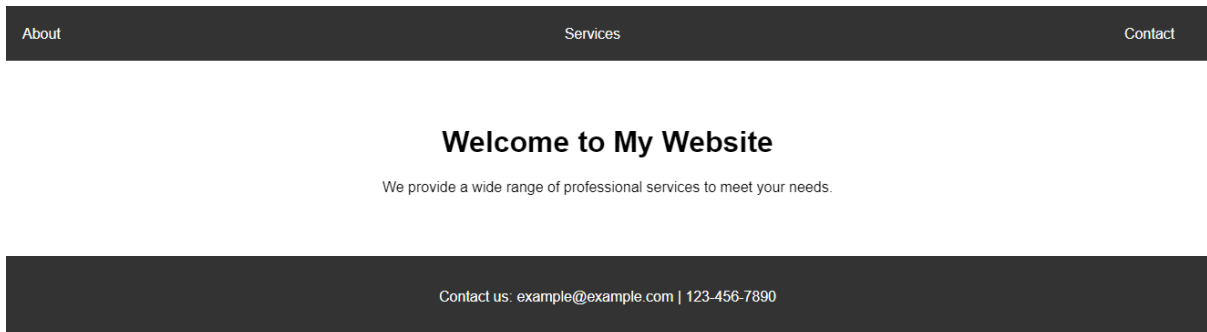 About Services Contact
Welcome to My Website
We provide a wide range of professional services to meet your needs.
Contact us: example@example.com | 123-456-7890